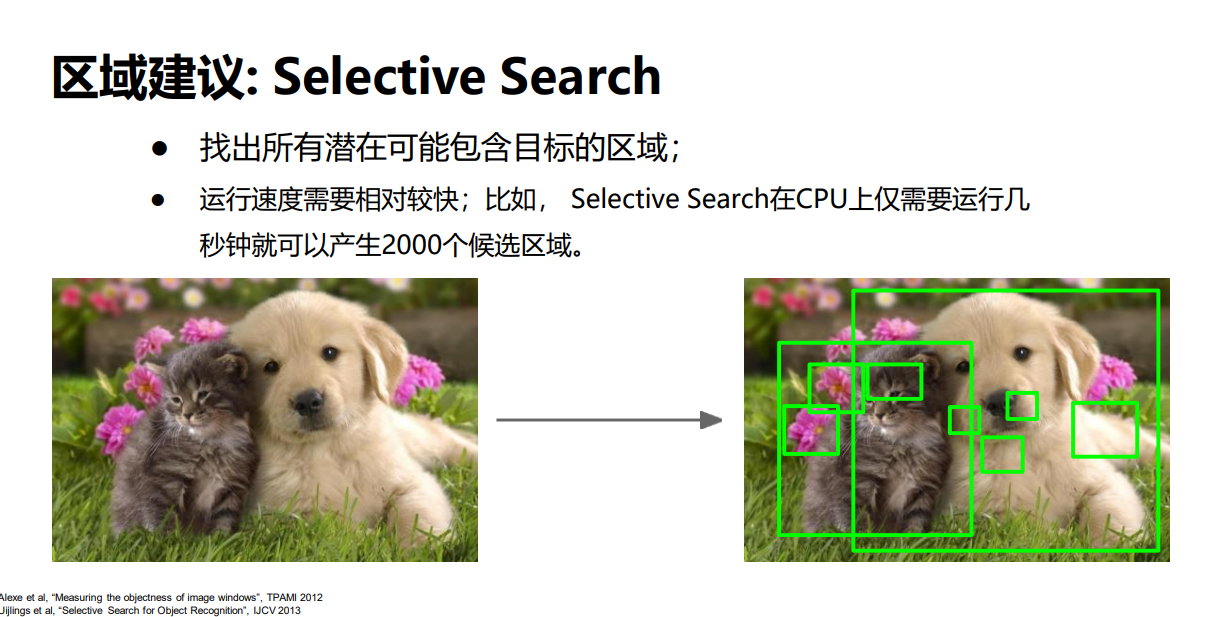 区域建议: Selective Search
● 找出所有潜在可能包含目标的区域；
● 运行速度需要相对较快；比如， Selective Search在CPU上仅需要运行几
秒钟就可以产生2000个候选区域。
Alexe et al, “Measuring the objectness of image windows”, TPAMI 2012
Uijlings et al, “Selective Search for Object Recognition”, IJCV 2013